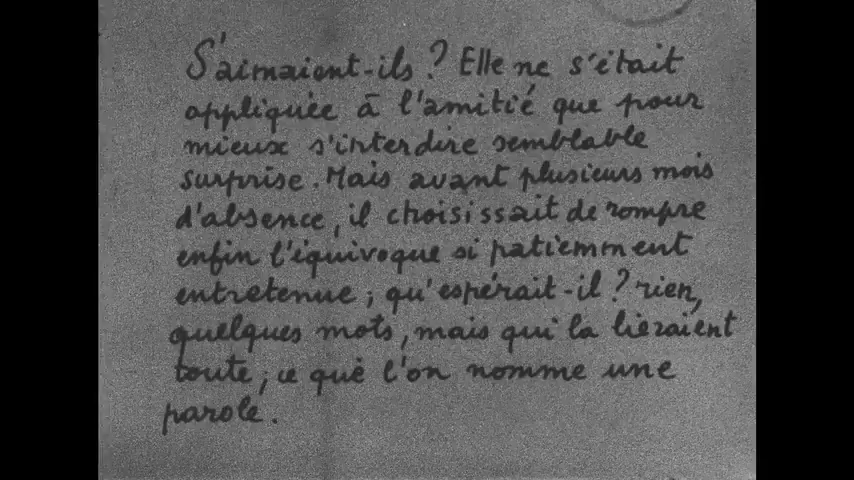 S'aimaient-ils ? Elle ne s'était
appliquée à l'amitié que pour
mieux s'interdire semblable
surprise. Mais avant plusieurs mois
d'absence, il choisissait de rompre
enfin l'équivoque si patiemment
entretenue ; qu'espérait-il ? rien,
quelques mots, mais qui la lieraient
toute ; ce que l'on nomme une
parole.